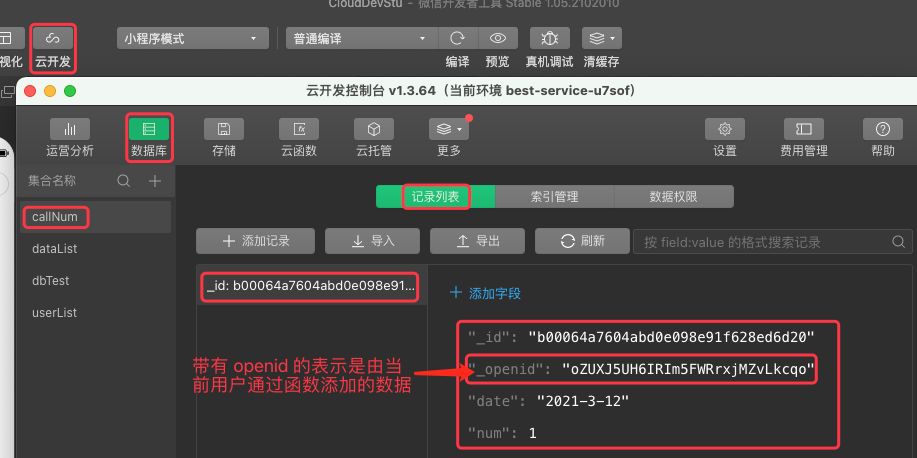 CloudDevStu - 微信开发者工具 Stable 1.05.2102010
小程序模式
普通编译
视化
云开发
编译
预览
真机调试
清缓存
云开发控制台 v1.3.64（当前环境 best-service-u7sof）
运营分析
数据库
存储
云函数
云托管
更多
设置
费用管理
帮助
集合名称
记录列表
索引管理
数据权限
callNum
dataList
dbTest
userList
添加记录
导入
导出
刷新
按 field:value 的格式搜索记录
_id: b00064a7604abd0e098e91...
添加字段
"_id": "b00064a7604abd0e098e91f628ed6d20"
"_openid": "oZUXJ5UH6IRIm5FWRrxjMZvLkcqo"
"date": "2021-3-12"
"num": 1
带有 openid 的表示是由当
前用户通过函数添加的数据